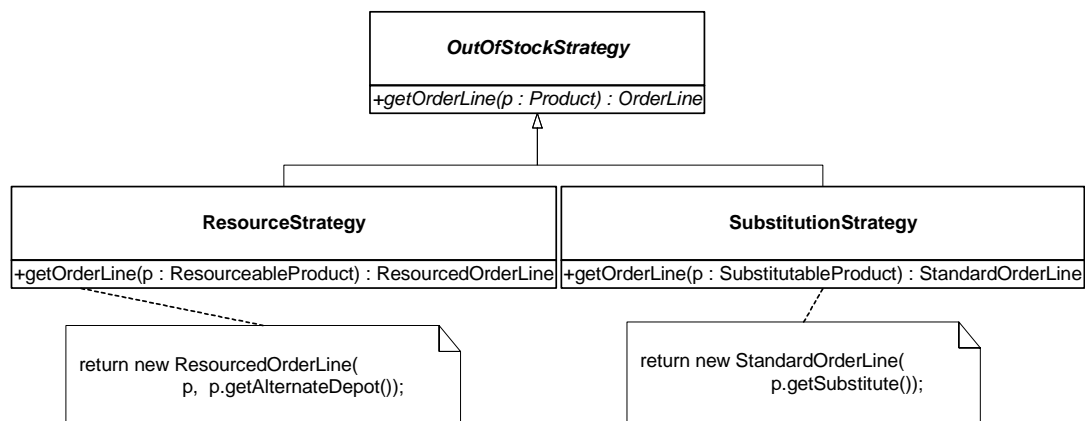 OutOfStockStrategy
+getOrderLine(p : Product) : OrderLine
ResourceStrategy
+getOrderLine(p : ResourceableProduct) : ResourcedOrderLine
SubstitutionStrategy
+getOrderLine(p : SubstitutableProduct) : StandardOrderLine
return new ResourcedOrderLine(
p, p.getAlternateDepot());
return new StandardOrderLine(
p.getSubstitute());